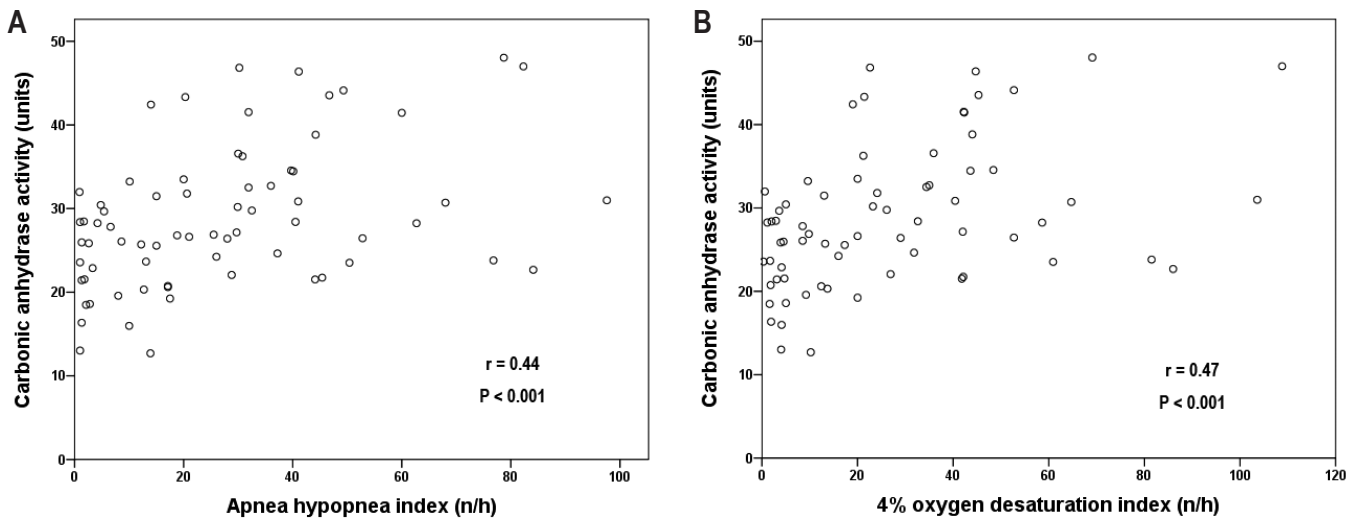 A
Carbonic anhydrase activity (units)
50
40
30
20
10
0
0 20 40 60 80 100
Apnea hypopnea index (n/h)
r = 0.44
P < 0.001
B
Carbonic anhydrase activity (units)
50
40
30
20
10
0
0 20 40 60 80 100 120
4% oxygen desaturation index (n/h)
r = 0.47
P < 0.001